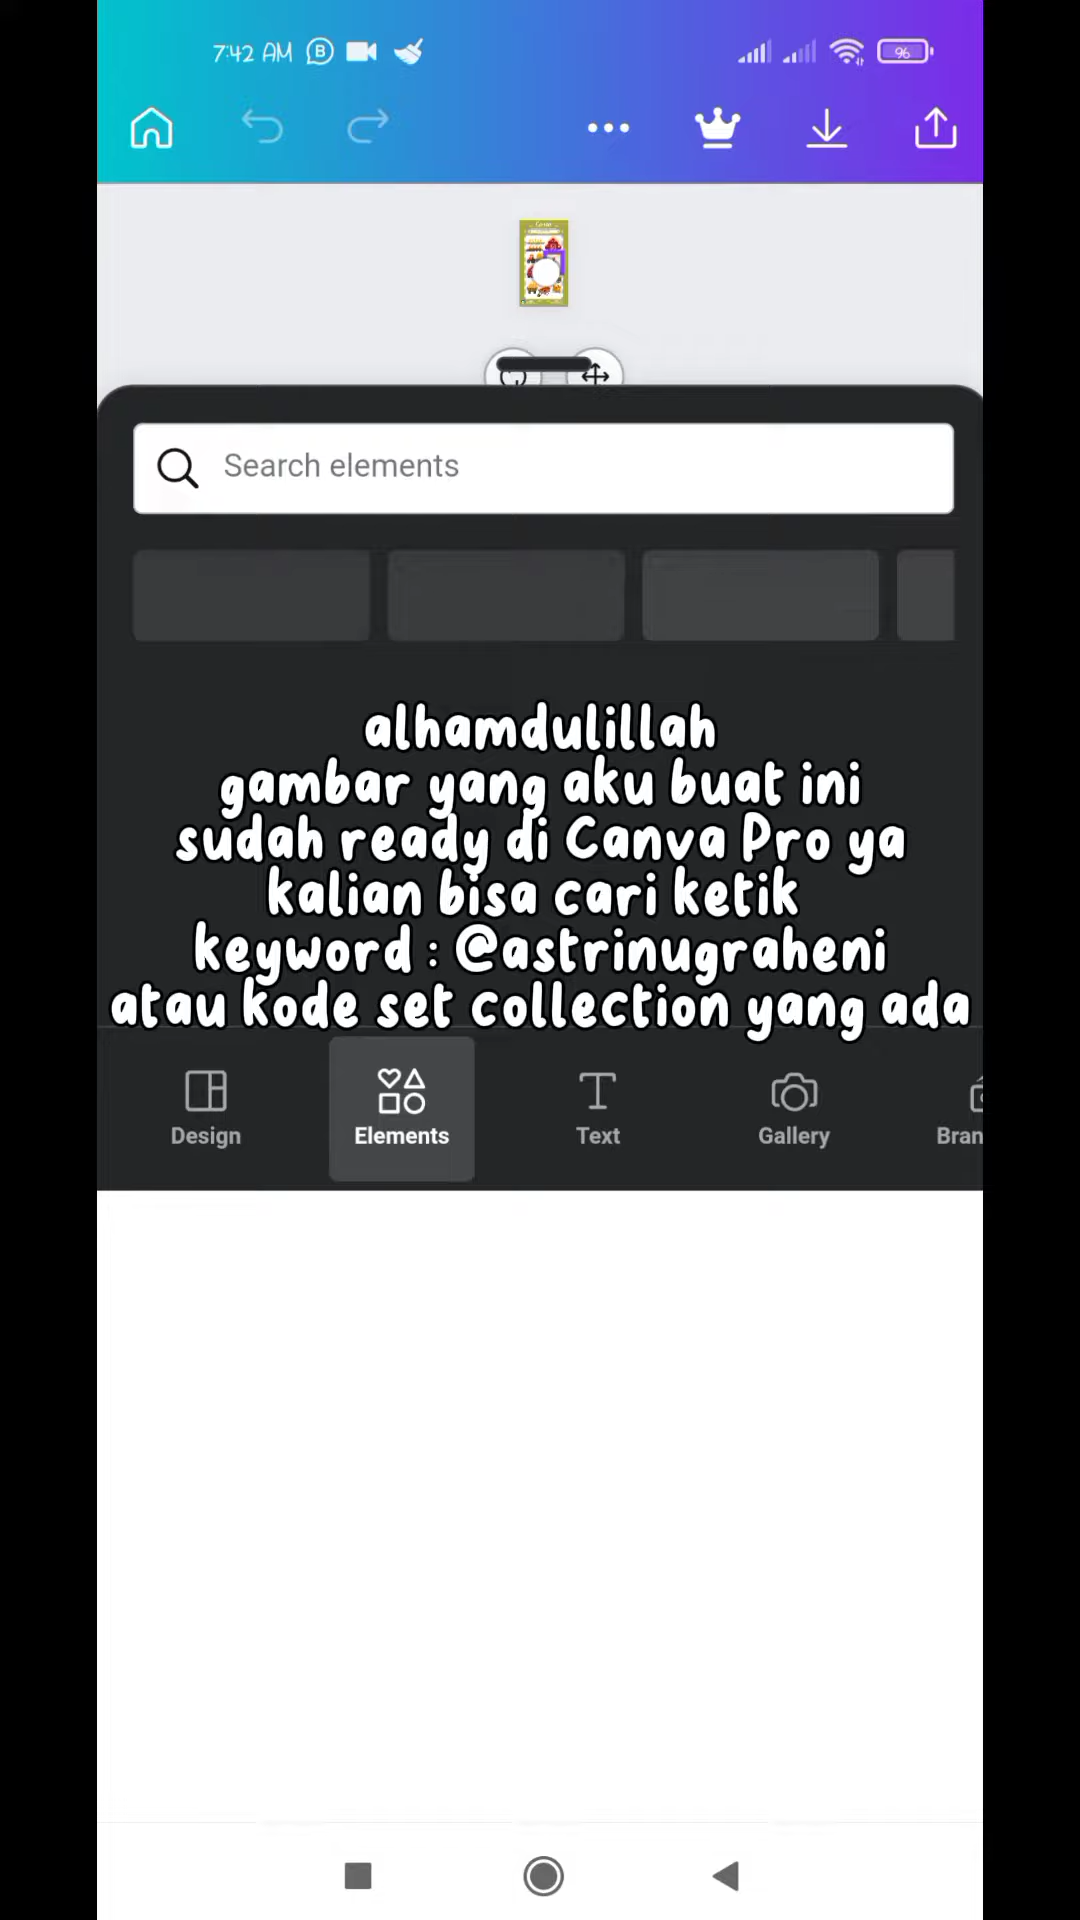 7:42 AM
96
Search elements
alhamdulillah
gambar yang aku buat ini
sudah ready di Canva Pro ya
kalian bisa cari ketik
keyword : @astrinugraheni
atau kode set collection yang ada
Design
Elements
Text
Gallery
Bran